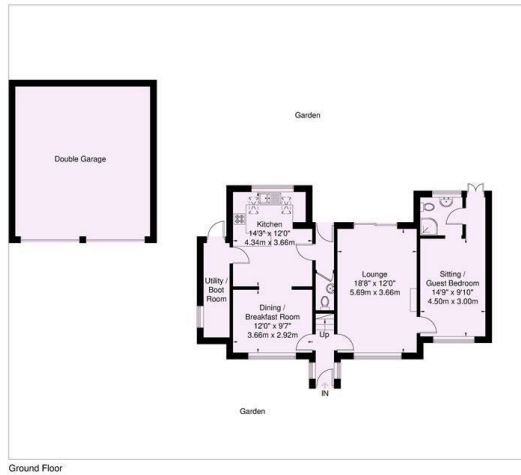 Garden
Double Garage
Kitchen
14'3" x 12'0"
4.34m x 3.66m
Lounge
18'8" x 12'0"
5.69m x 3.66m
Sitting /
Guest Bedroom
14'9" x 9'10"
4.50m x 3.00m
Utility /
Boot
Room
Dining /
Breakfast Room
12'0" x 9'7"
3.66m x 2.92m
Up
IN
Garden
Ground Floor